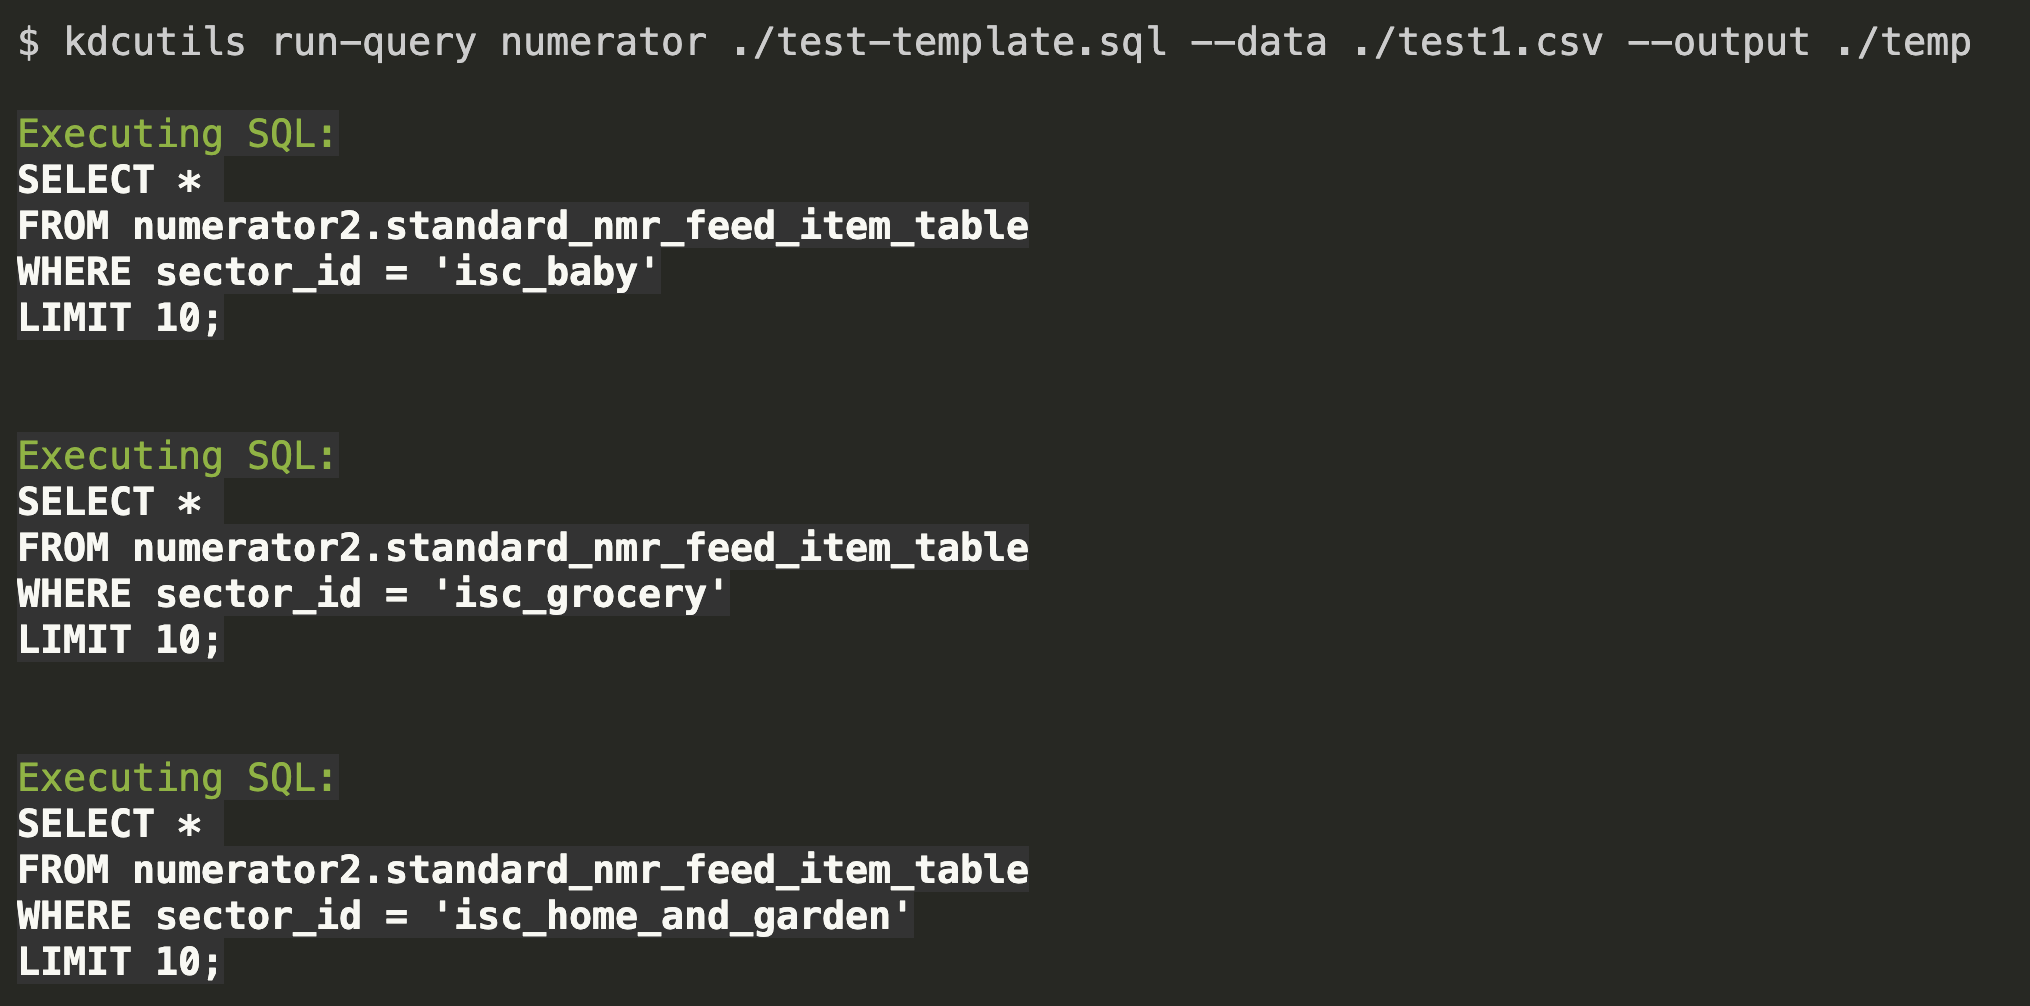 $ kdcutils run-query numerator ./test-template.sql --data ./test1.csv --output ./temp
Executing SQL:
SELECT *
FROM numerator2.standard_nmr_feed_item_table
WHERE sector_id = 'isc_baby'
LIMIT 10;
Executing SQL:
SELECT *
FROM numerator2.standard_nmr_feed_item_table
WHERE sector_id = 'isc_grocery'
LIMIT 10;
Executing SQL:
SELECT *
FROM numerator2.standard_nmr_feed_item_table
WHERE sector_id = 'isc_home_and_garden'
LIMIT 10;